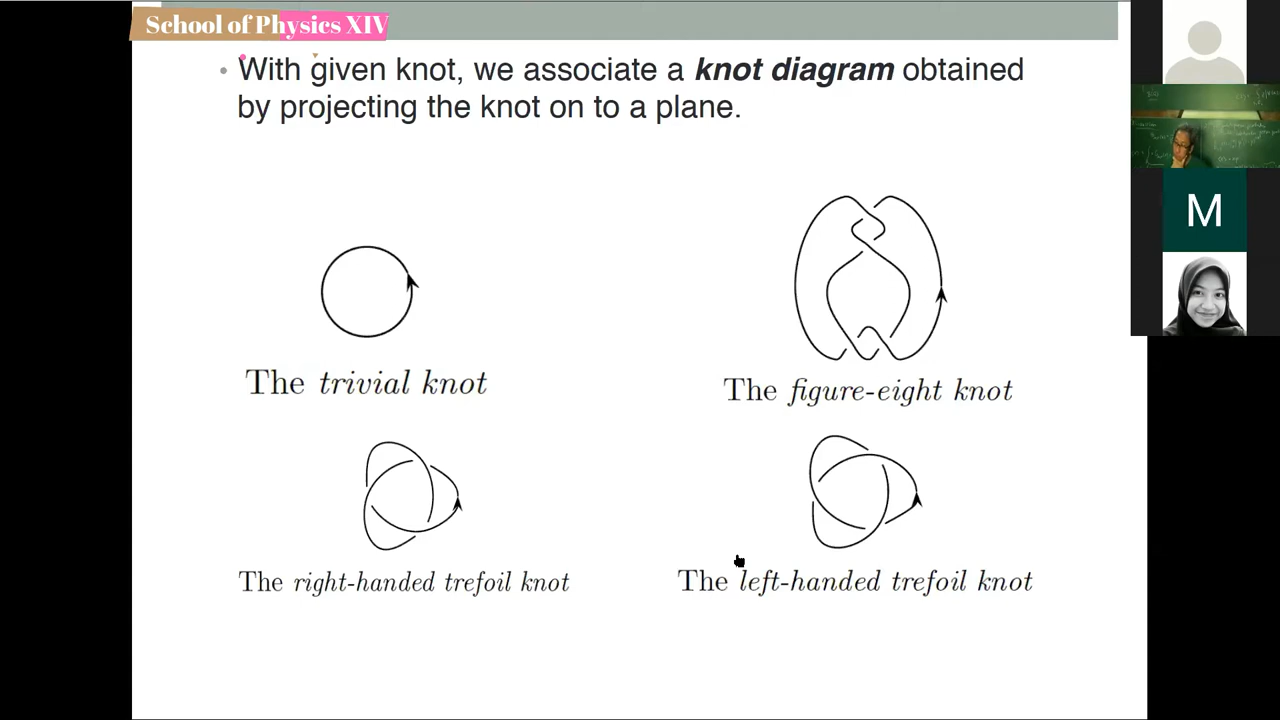 School of Physics XIV
• With given knot, we associate a knot diagram obtained
by projecting the knot on to a plane.
The trivial knot
The figure-eight knot
The right-handed trefoil knot
The left-handed trefoil knot
M